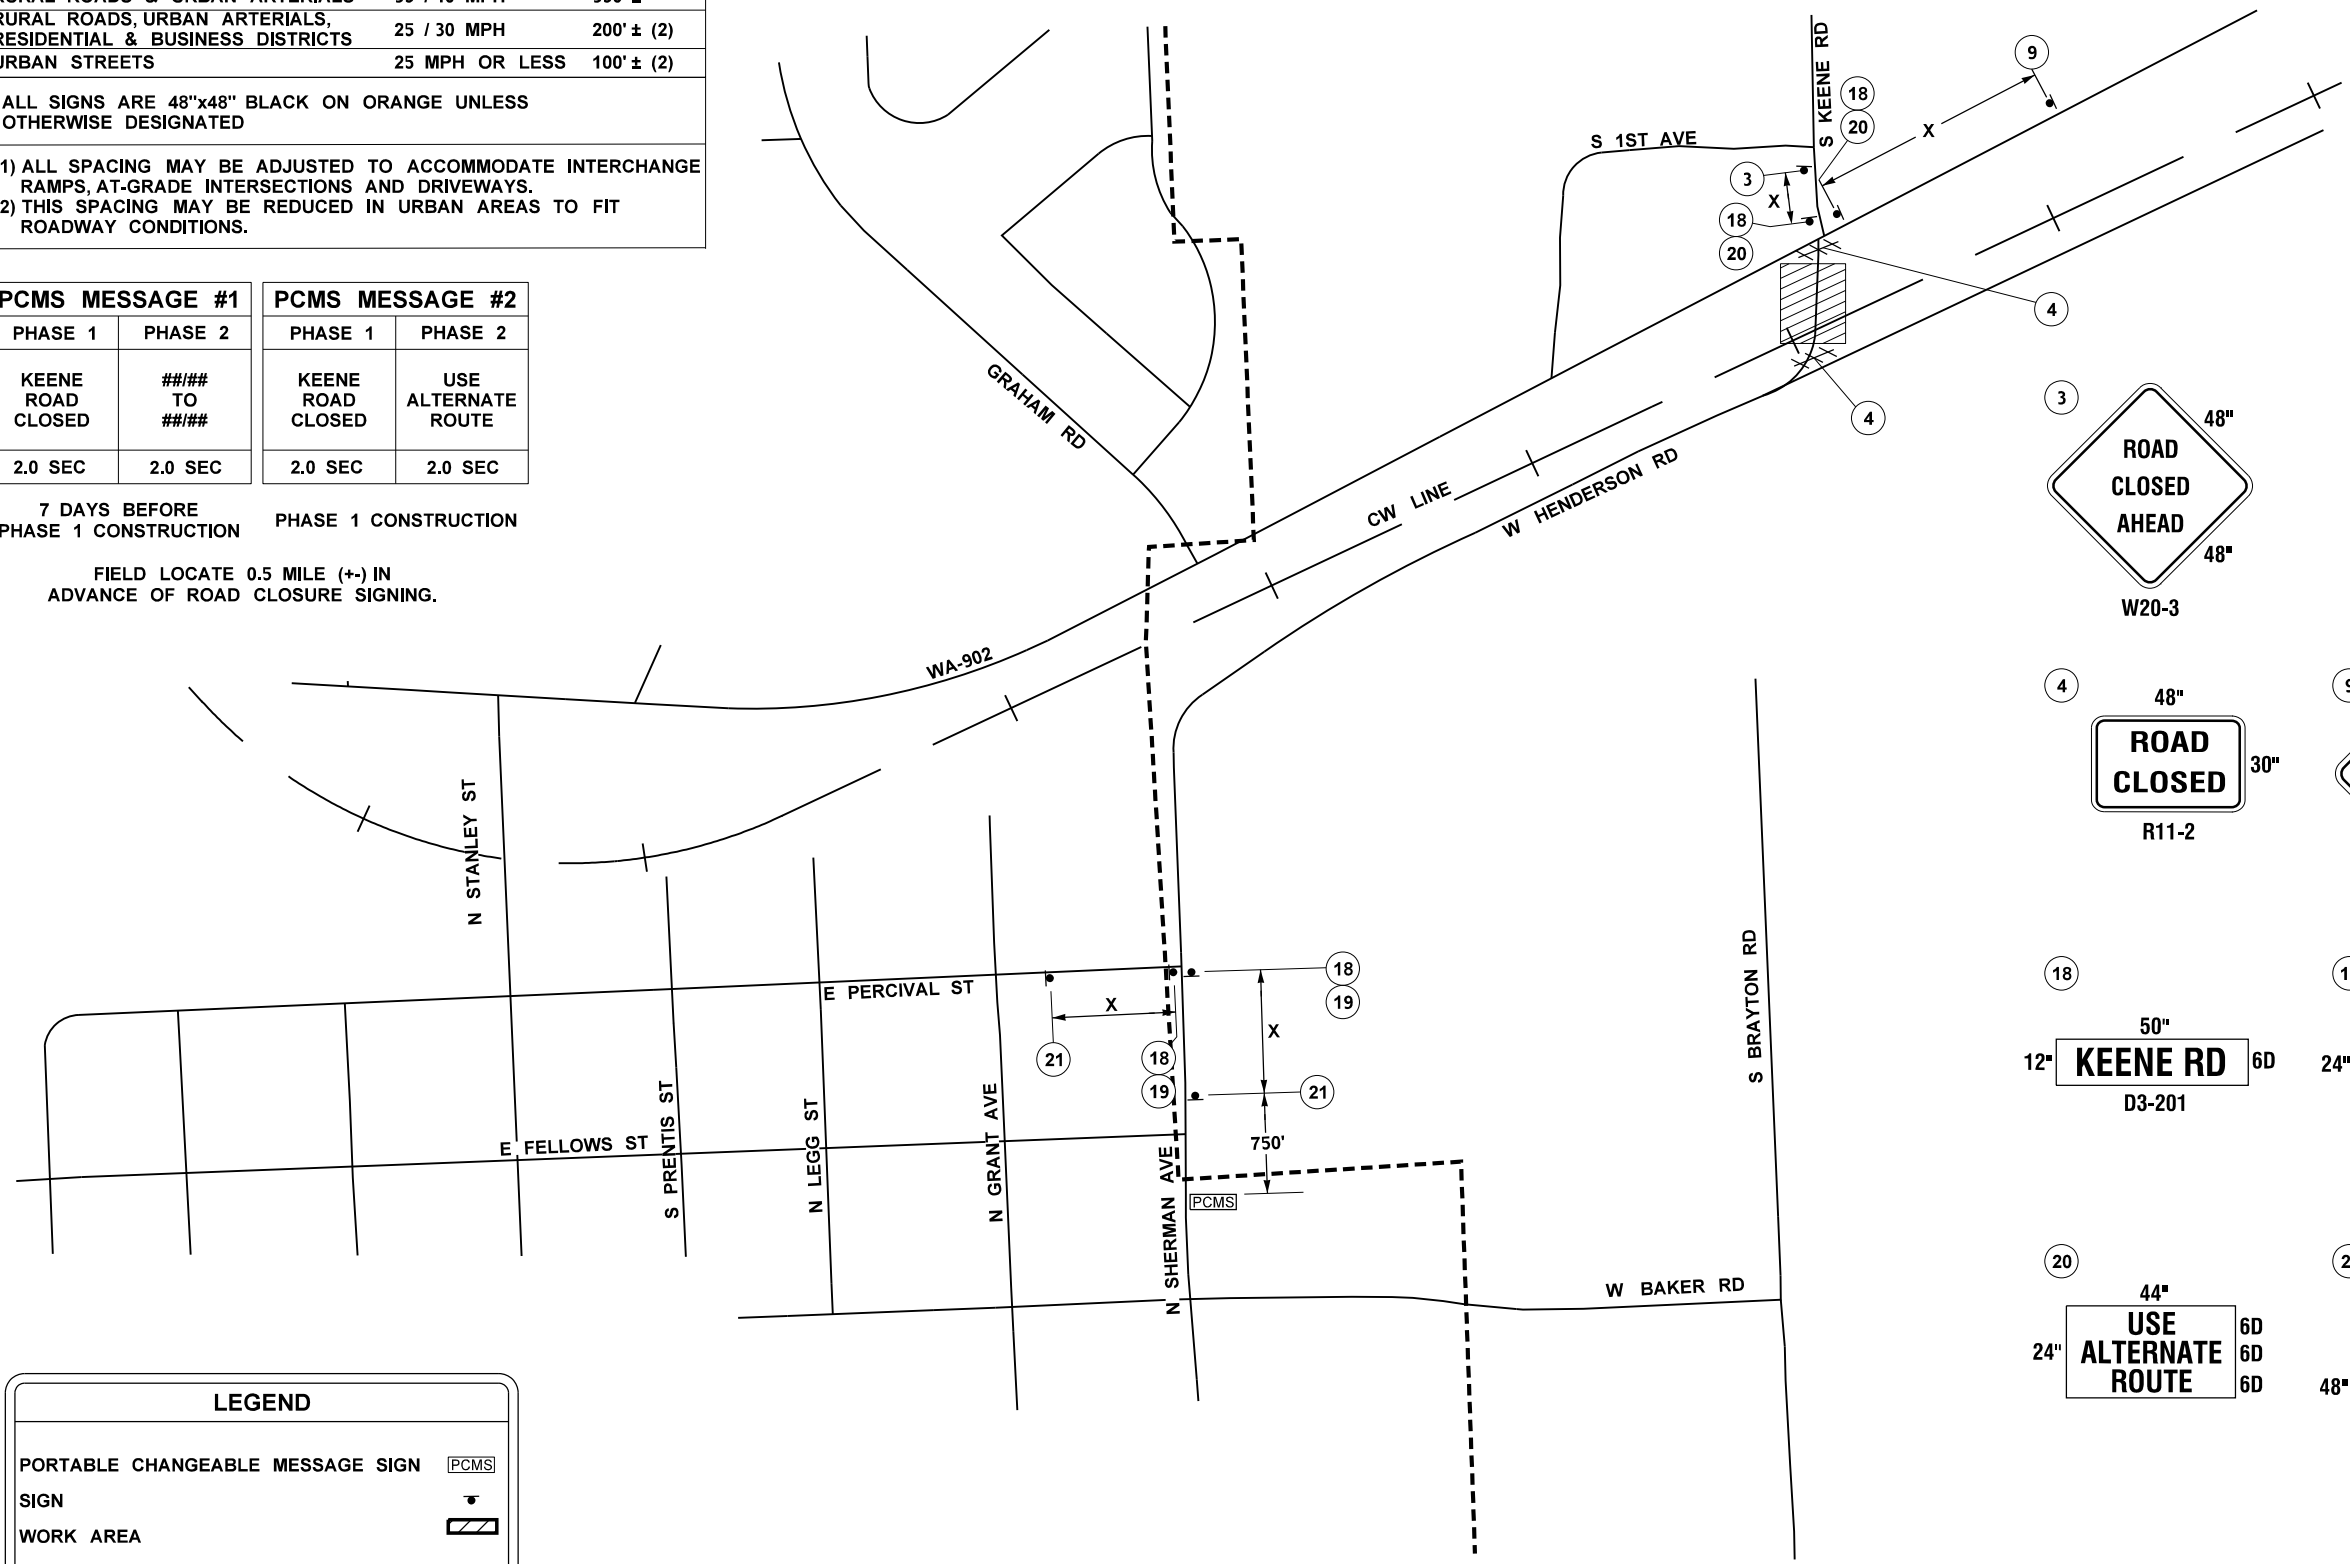 25 / 30 MPH 200' ± (2)
RESIDENTIAL & BUSINESS DISTRICTS
URBAN STREETS 25 MPH OR LESS 100' ± (2)
ALL SIGNS ARE 48"x48" BLACK ON ORANGE UNLESS
OTHERWISE DESIGNATED
1) ALL SPACING MAY BE ADJUSTED TO ACCOMMODATE INTERCHANGE
RAMPS, AT-GRADE INTERSECTIONS AND DRIVEWAYS.
2) THIS SPACING MAY BE REDUCED IN URBAN AREAS TO FIT
ROADWAY CONDITIONS.
PCMS MESSAGE #1
PHASE 1 PHASE 2
KEENE
ROAD
CLOSED
##/##
TO
##/##
2.0 SEC 2.0 SEC
7 DAYS BEFORE
PHASE 1 CONSTRUCTION
PCMS MESSAGE #2
PHASE 1 PHASE 2
KEENE
ROAD
CLOSED
USE
ALTERNATE
ROUTE
2.0 SEC 2.0 SEC
PHASE 1 CONSTRUCTION
FIELD LOCATE 0.5 MILE (+-) IN
ADVANCE OF ROAD CLOSURE SIGNING.
S KEENE RD
S 1ST AVE
9
18
20
X
3
X
18
20
4
4
GRAHAM RD
CW LINE
W HENDERSON RD
WA-902
N STANLEY ST
E PERCIVAL ST
X
21
18
19
18
19
X
21
750'
PCMS
E FELLOWS ST
S PRENTIS ST
N LEGG ST
N GRANT AVE
N SHERMAN AVE
S BRAYTON RD
W BAKER RD
3
ROAD
CLOSED
AHEAD
48"
48"
W20-3
4
48"
ROAD
CLOSED
30"
R11-2
18
50"
12" KEENE RD 6D
D3-201
24"
20
44"
24"
USE 6D
ALTERNATE 6D
ROUTE 6D
48"
LEGEND
PORTABLE CHANGEABLE MESSAGE SIGN PCMS
SIGN
WORK AREA